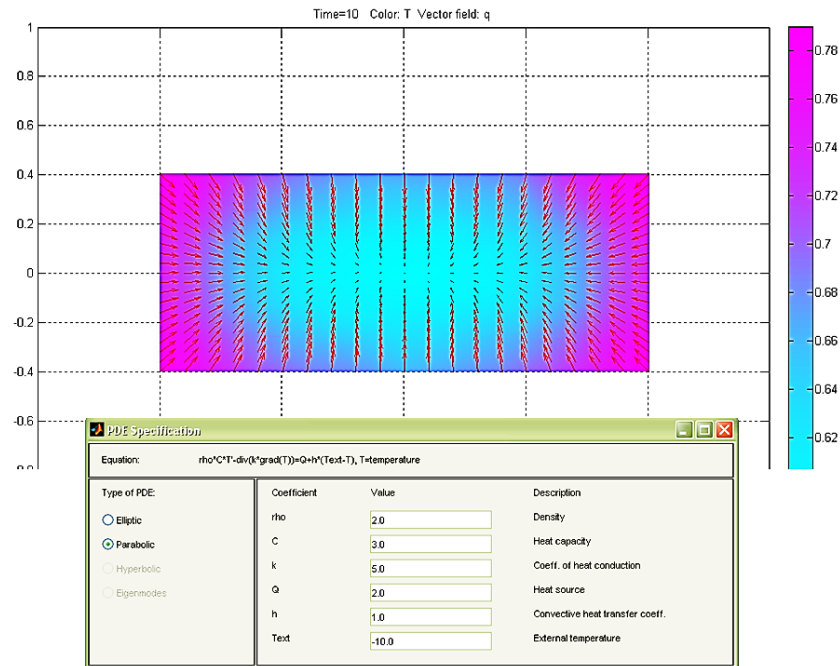 Time=10 Color: T Vector field: q
1
0.8
0.6
0.4
0.2
0
-0.2
-0.4
-0.6
0.78
0.76
0.74
0.72
0.7
0.68
0.66
0.64
0.62
PDE Specification
Equation: rho*C*T'-div(k*grad(T))=Q+h*(Text-T), T=temperature
Type of PDE:
Elliptic
Parabolic
Hyperbolic
Eigenmodes
Coefficient Value Description
rho 2.0 Density
C 3.0 Heat capacity
k 5.0 Coeff. of heat conduction
Q 2.0 Heat source
h 1.0 Convective heat transfer coeff.
Text -10.0 External temperature